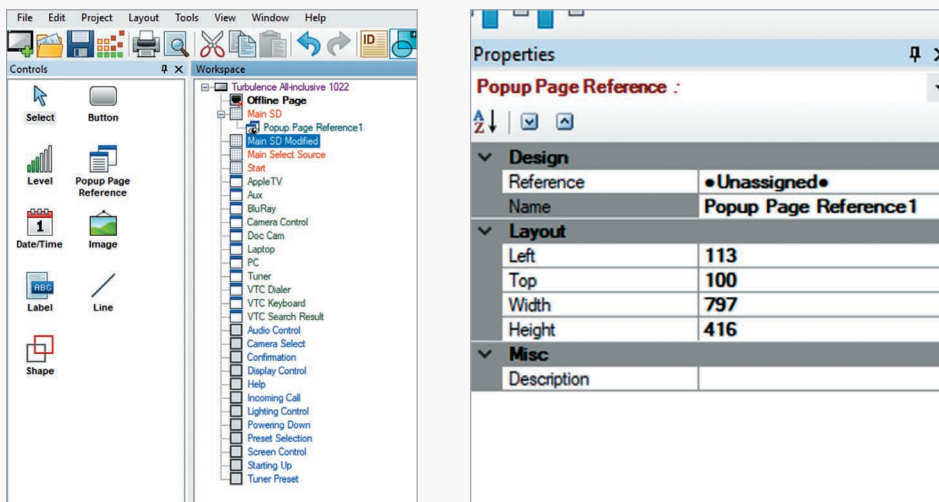 File Edit Project Layout Tools View Window Help
ID
Controls
Select
Button
Level
Popup Page
Reference
1
Date/Time
Image
ABC
Label
Line
Shape
Workspace
Turbulence All-inclusive 1022
Offline Page
Main SD
Popup Page Reference1
Main SD Modified
Main Select Source
Start
AppleTV
Aux
BluRay
Camera Control
Doc Cam
Laptop
PC
Tuner
VTC Dialer
VTC Keyboard
VTC Search Result
Audio Control
Camera Select
Confirmation
Display Control
Help
Incoming Call
Lighting Control
Powering Down
Preset Selection
Screen Control
Starting Up
Tuner Preset
Properties
Popup Page Reference :
A
Z
Design
Reference •Unassigned•
Name Popup Page Reference1
Layout
Left 113
Top 100
Width 797
Height 416
Misc
Description